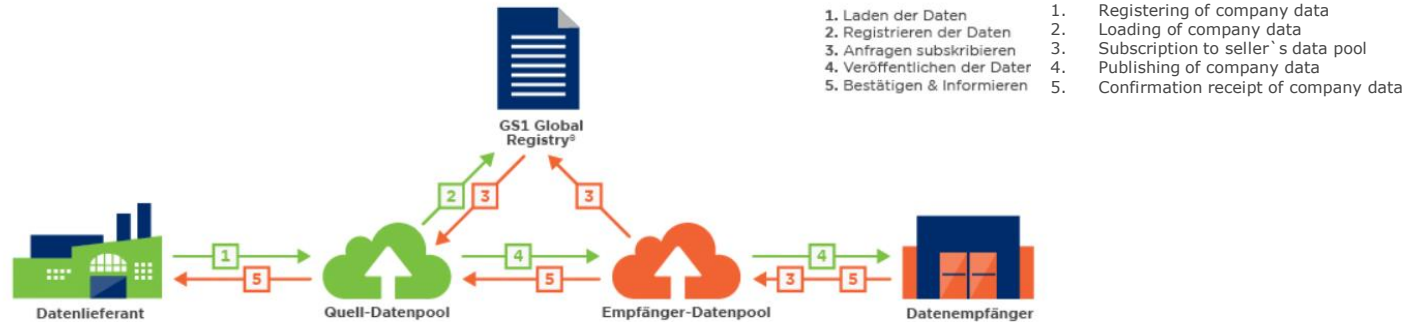 1. Laden der Daten
2. Registrieren der Daten
3. Anfragen subskribieren
4. Veröffentlichen der Dater
5. Bestätigen & Informieren
1. Registering of company data
2. Loading of company data
3. Subscription to seller`s data pool
4. Publishing of company data
5. Confirmation receipt of company data
GS1 Global
Registry®
2
3
3
1
5
4
5
4
3
5
Datenlieferant
Quell-Datenpool
Empfänger-Datenpool
Datenempfänger